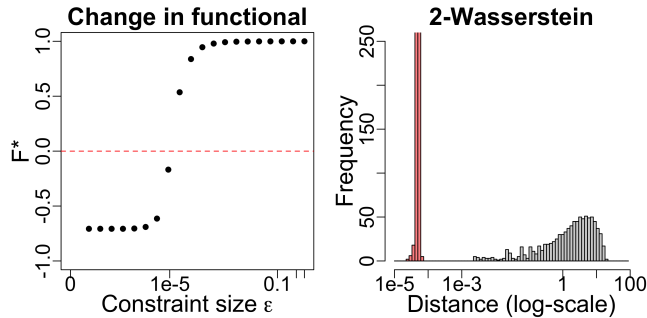 Change in functional
F*
1.0
0.5
0.0
-0.5
-1.0
0
1e-5
0.1
Constraint size ε
2-Wasserstein
Frequency
250
150
50
0
1e-5
1e-3
1
100
Distance (log-scale)